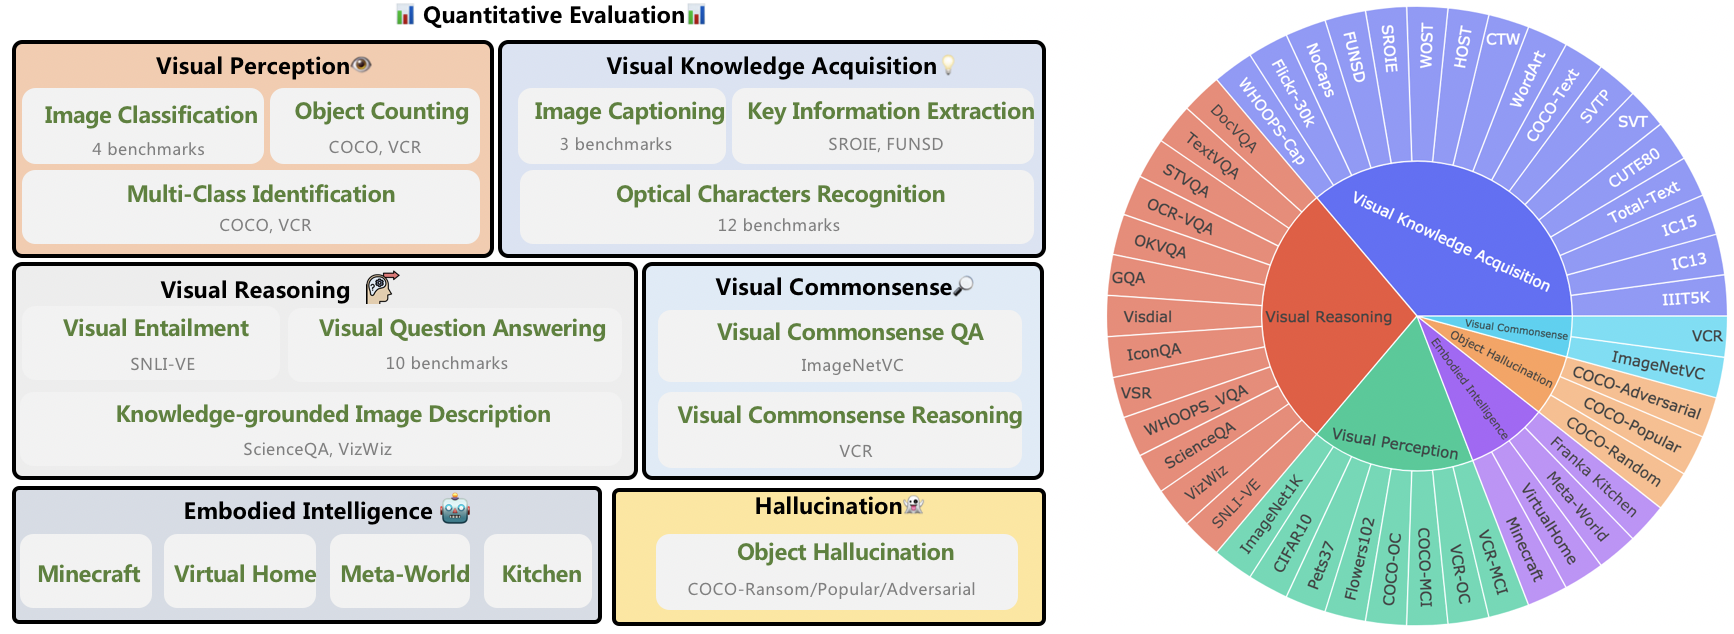 Quantitative Evaluation
Visual Perception
Image Classification
4 benchmarks
Object Counting
COCO, VCR
Multi-Class Identification
COCO, VCR
Visual Knowledge Acquisition
Image Captioning
3 benchmarks
Key Information Extraction
SROIE, FUNSD
Optical Characters Recognition
12 benchmarks
Visual Reasoning
Visual Entailment
SNLI-VE
Visual Question Answering
10 benchmarks
Knowledge-grounded Image Description
ScienceQA, VizWiz
Visual Commonsense
Visual Commonsense QA
ImageNetVC
Visual Commonsense Reasoning
VCR
Embodied Intelligence
Minecraft
Virtual Home
Meta-World
Kitchen
Hallucination
Object Hallucination
COCO-Ransom/Popular/Adversarial
Visual Knowledge Acquisition
WHOOPS-Cap
Flickr-30k
NoCaps
FUNSD
SROIE
WOST
HOST
CTW
WordArt
COCO-Text
SVTP
SVT
CUTE80
Total-Text
IC15
IC13
IIIT5K
Visual Commonsense
VCR
ImageNetVC
Object Hallucination
COCO-Adversarial
COCO-Popular
COCO-Random
Embodied Intelligence
Franka Kitchen
Meta-World
VirtualHome
Minecraft
Visual Perception
VCR-MCI
VCR-OC
COCO-MCI
COCO-OC
Flowers102
Pets37
CIFAR10
ImageNet1K
Visual Reasoning
SNLI-VE
VizWiz
ScienceQA
WHOOPS_VQA
VSR
IconQA
Visdial
GQA
OKVQA
OCR-VQA
STVQA
TextVQA
DocVQA